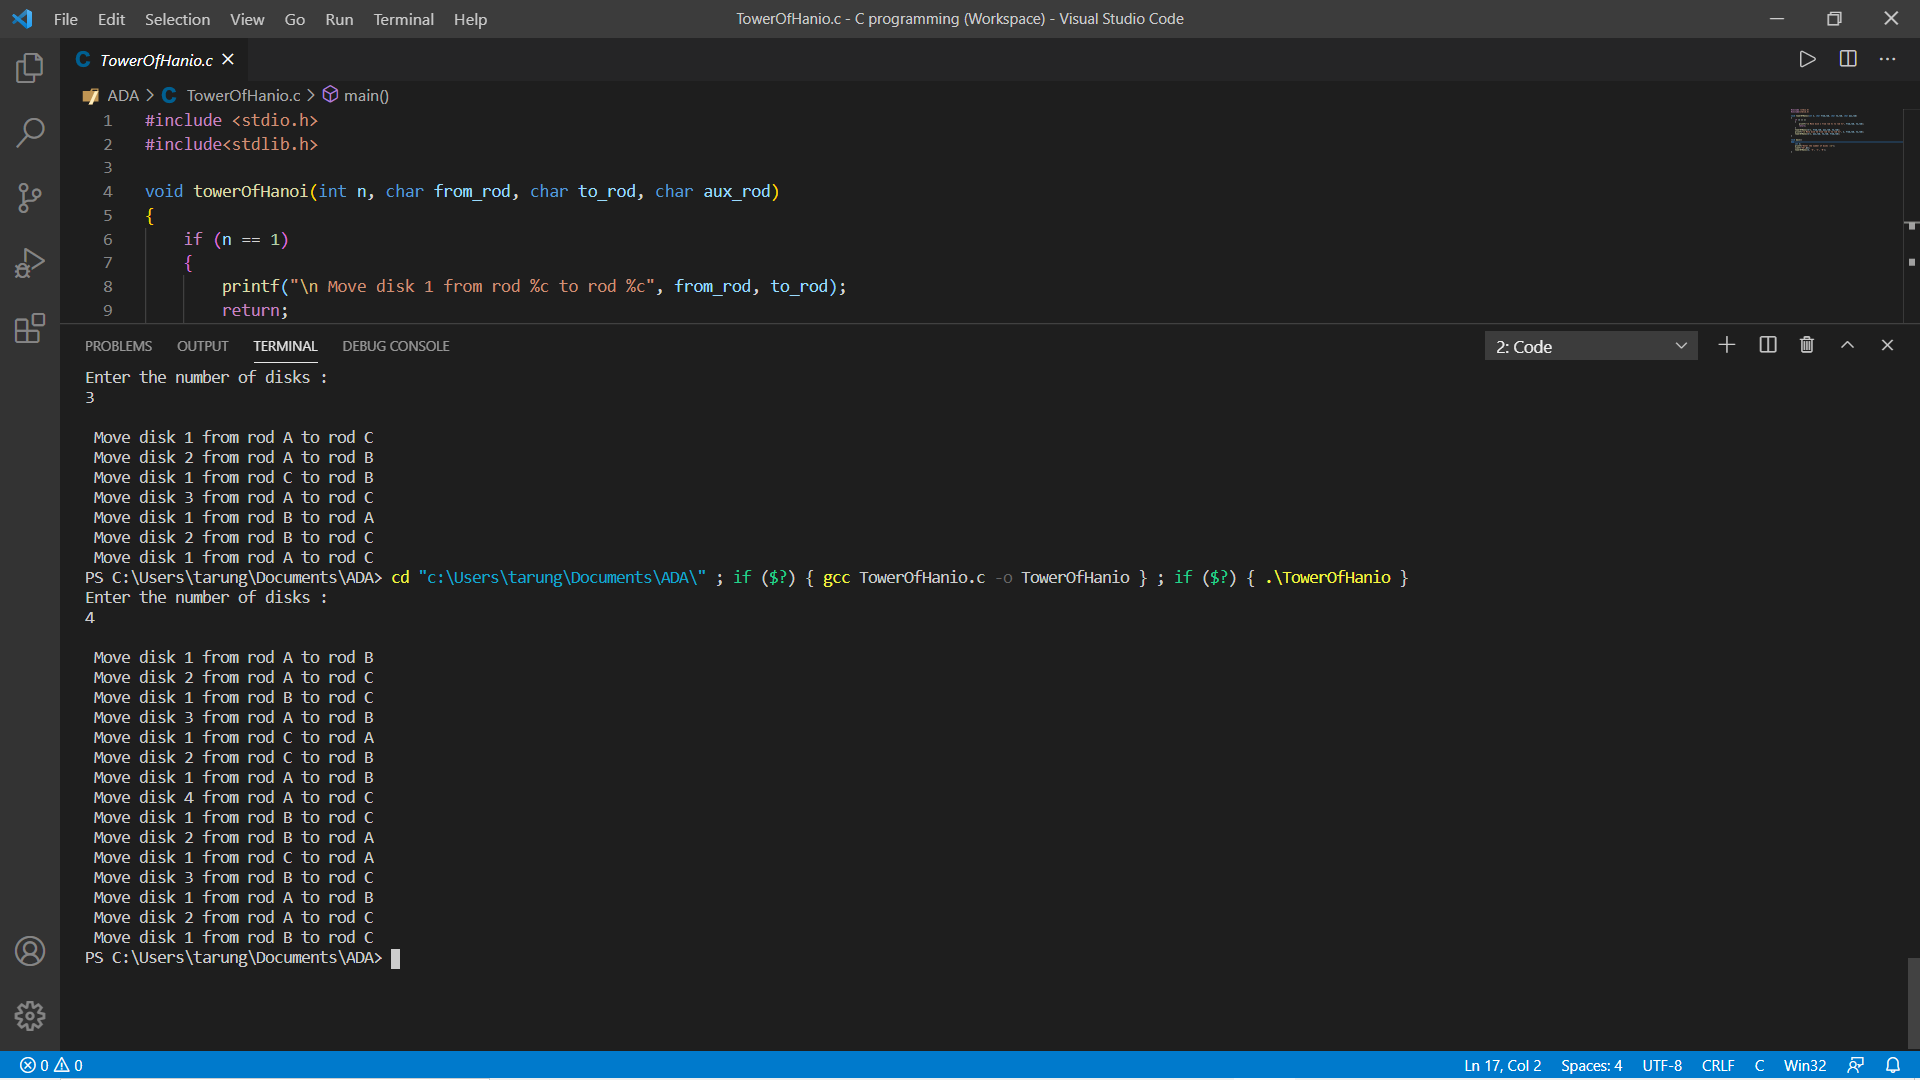 File Edit Selection View Go Run Terminal Help
TowerOfHanio.c - C programming (Workspace) - Visual Studio Code
C TowerOfHanio.c
ADA > C TowerOfHanio.c > main()
1 #include <stdio.h>
2 #include<stdlib.h>
3
4 void towerOfHanoi(int n, char from_rod, char to_rod, char aux_rod)
5 {
6 if (n == 1)
7 {
8 printf("\n Move disk 1 from rod %c to rod %c", from_rod, to_rod);
9 return;
PROBLEMS OUTPUT TERMINAL DEBUG CONSOLE
2: Code
Enter the number of disks :
3
Move disk 1 from rod A to rod C
Move disk 2 from rod A to rod B
Move disk 1 from rod C to rod B
Move disk 3 from rod A to rod C
Move disk 1 from rod B to rod A
Move disk 2 from rod B to rod C
Move disk 1 from rod A to rod C
PS C:\Users\tarung\Documents\ADA> cd "c:\Users\tarung\Documents\ADA\" ; if ($?) { gcc TowerOfHanio.c -o TowerOfHanio } ; if ($?) { .\TowerOfHanio }
Enter the number of disks :
4
Move disk 1 from rod A to rod B
Move disk 2 from rod A to rod C
Move disk 1 from rod B to rod C
Move disk 3 from rod A to rod B
Move disk 1 from rod C to rod A
Move disk 2 from rod C to rod B
Move disk 1 from rod A to rod B
Move disk 4 from rod A to rod C
Move disk 1 from rod B to rod C
Move disk 2 from rod B to rod A
Move disk 1 from rod C to rod A
Move disk 3 from rod B to rod C
Move disk 1 from rod A to rod B
Move disk 2 from rod A to rod C
Move disk 1 from rod B to rod C
PS C:\Users\tarung\Documents\ADA>
0 0
Ln 17, Col 2 Spaces: 4 UTF-8 CRLF C Win32